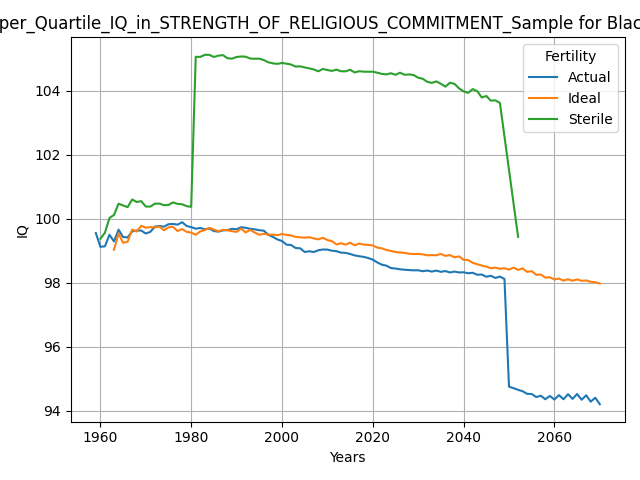 per_Quartile_IQ_in_STRENGTH_OF_RELIGIOUS_COMMITMENT_Sample for Blac
Fertility
Actual
Ideal
Sterile
104
102
100
98
96
94
IQ
1960 1980 2000 2020 2040 2060
Years